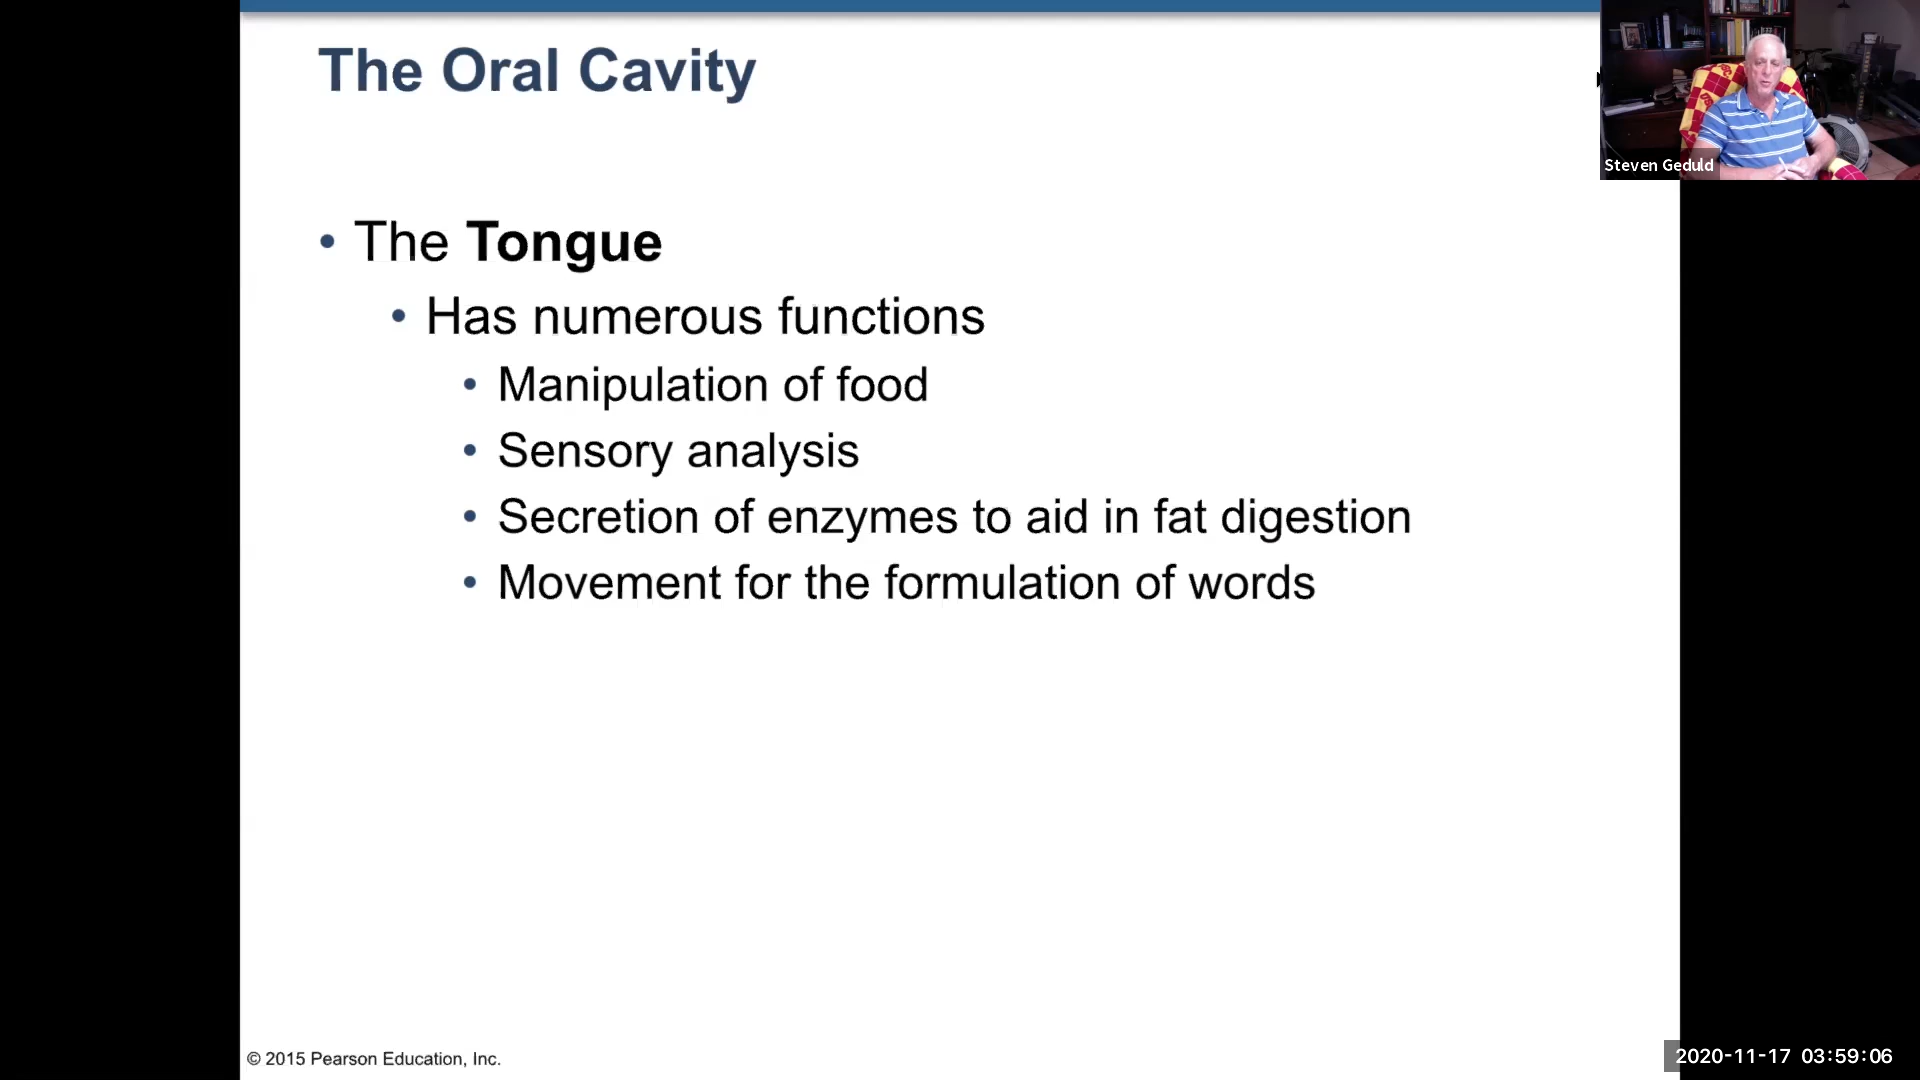 The Oral Cavity
Steven Geduld
• The Tongue
• Has numerous functions
• Manipulation of food
• Sensory analysis
• Secretion of enzymes to aid in fat digestion
• Movement for the formulation of words
© 2015 Pearson Education, Inc.
2020-11-17 03:59:06